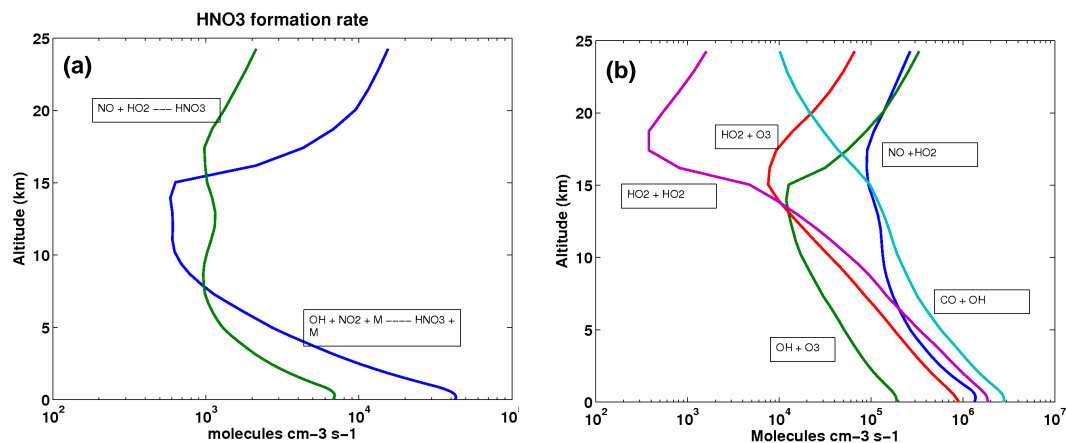 HNO3 formation rate
(a)
NO + HO2 ---- HNO3
OH + NO2 + M ---- HNO3 +
M
Altitude (km)
25
20
15
10
5
0
10^2
10^3
10^4
10
molecules cm-3 s-1
(b)
HO2 + O3
NO +HO2
HO2 + HO2
CO + OH
OH + O3
Altitude (km)
25
20
15
10
5
0
10^2
10^3
10^4
10^5
10^6
10^7
Molecules cm-3 s-1